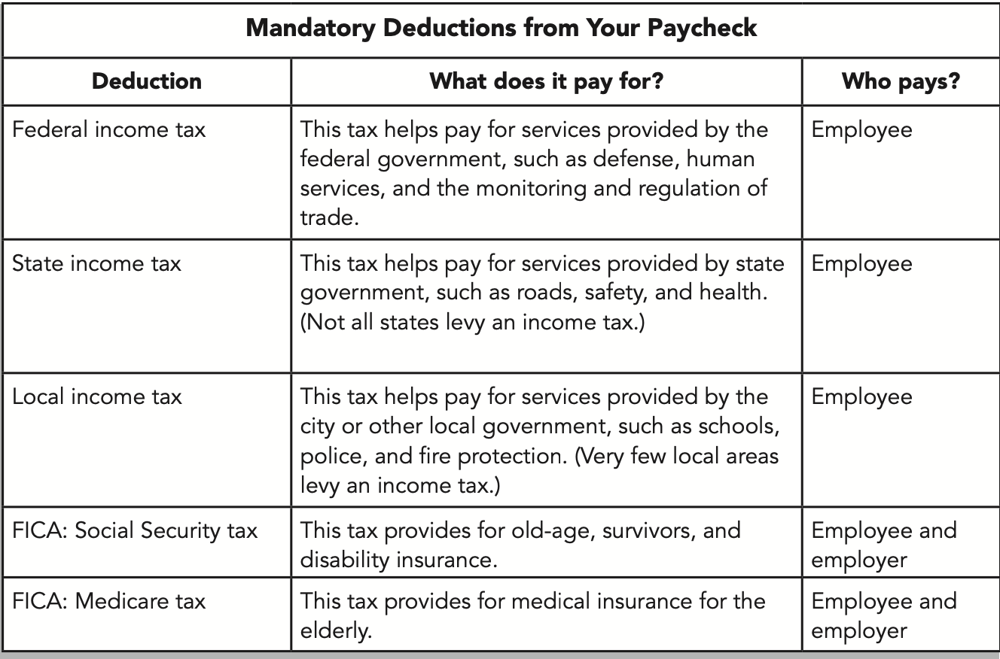 Mandatory Deductions from Your Paycheck
Deduction
What does it pay for?
Who pays?
Federal income tax
This tax helps pay for services provided by the
federal government, such as defense, human
services, and the monitoring and regulation of
trade.
Employee
State income tax
This tax helps pay for services provided by state
government, such as roads, safety, and health.
(Not all states levy an income tax.)
Employee
Local income tax
This tax helps pay for services provided by the
city or other local government, such as schools,
police, and fire protection. (Very few local areas
levy an income tax.)
Employee
FICA: Social Security tax
This tax provides for old-age, survivors, and
disability insurance.
Employee and
employer
FICA: Medicare tax
This tax provides for medical insurance for the
elderly.
Employee and
employer